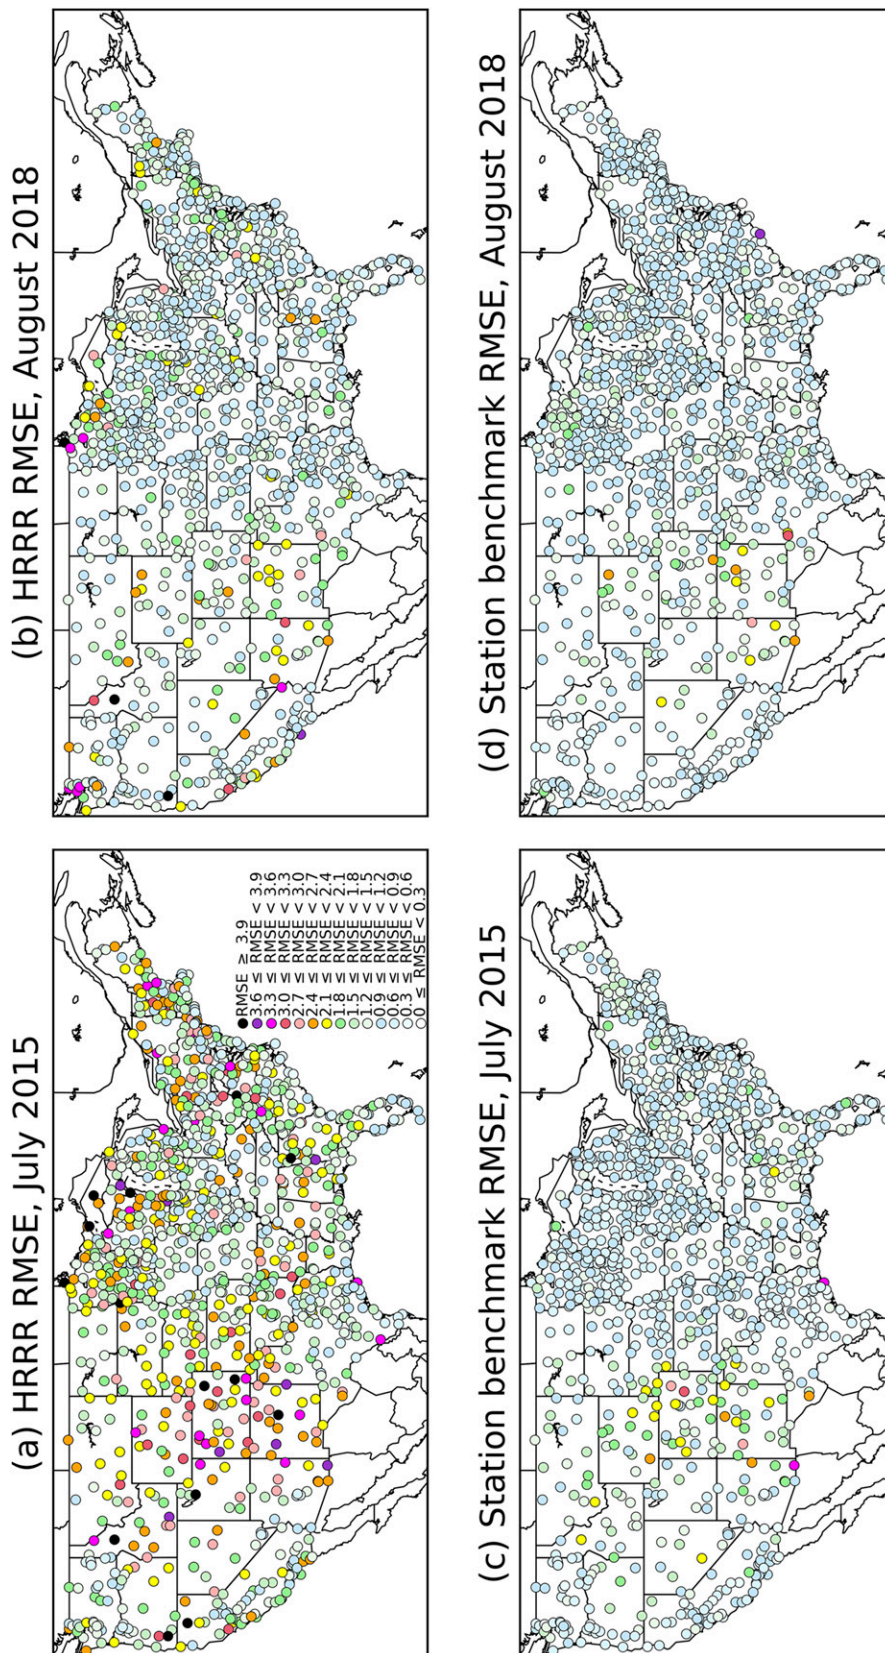 (a) HRRR RMSE, July 2015
RMSE ≥ 3.9
3.6 ≤ RMSE < 3.9
3.3 ≤ RMSE < 3.6
3.0 ≤ RMSE < 3.3
2.7 ≤ RMSE < 3.0
2.4 ≤ RMSE < 2.7
2.1 ≤ RMSE < 2.4
1.8 ≤ RMSE < 2.1
1.5 ≤ RMSE < 1.8
1.2 ≤ RMSE < 1.5
0.9 ≤ RMSE < 1.2
0.6 ≤ RMSE < 0.9
0.3 ≤ RMSE < 0.6
0 ≤ RMSE < 0.3
(b) HRRR RMSE, August 2018
(c) Station benchmark RMSE, July 2015
(d) Station benchmark RMSE, August 2018